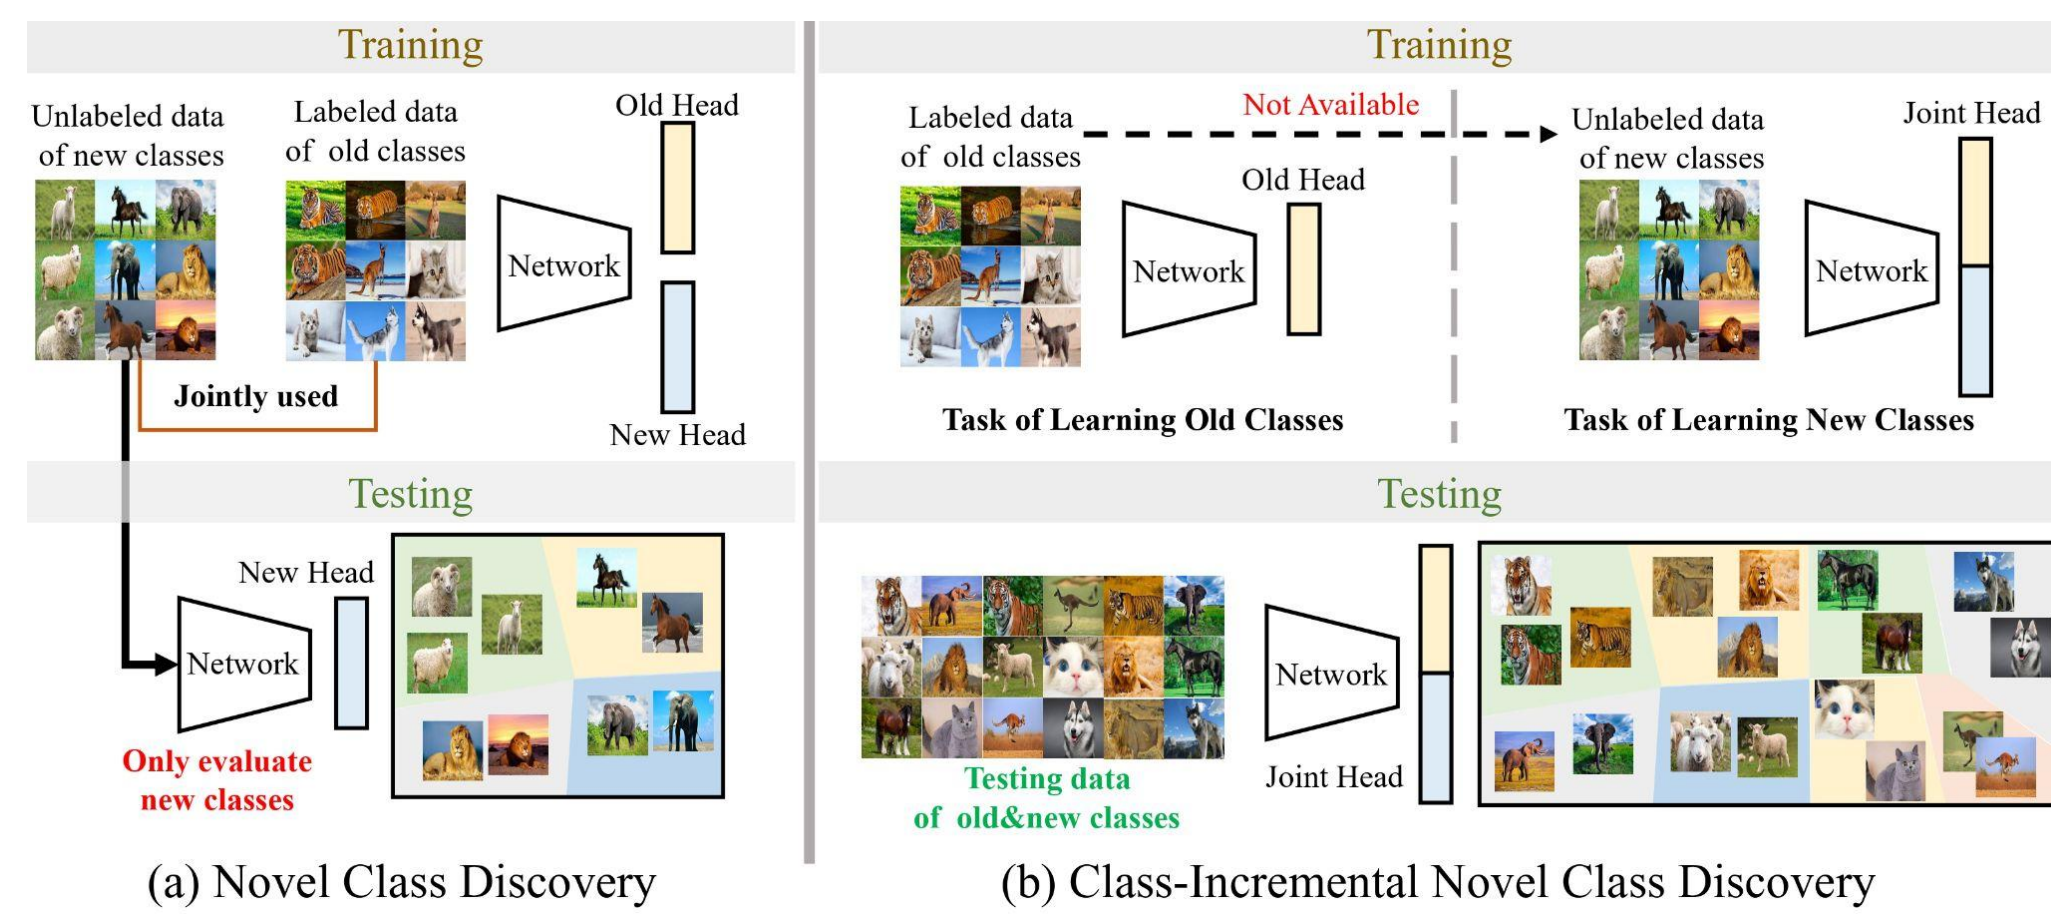 Training
Unlabeled data
of new classes
Labeled data
of old classes
Old Head
Network
Jointly used
New Head
Testing
New Head
Network
Only evaluate
new classes
(a) Novel Class Discovery
Training
Labeled data
of old classes
Not Available
Old Head
Network
Task of Learning Old Classes
Unlabeled data
of new classes
Joint Head
Network
Task of Learning New Classes
Testing
Testing data
of old&new classes
Network
Joint Head
(b) Class-Incremental Novel Class Discovery